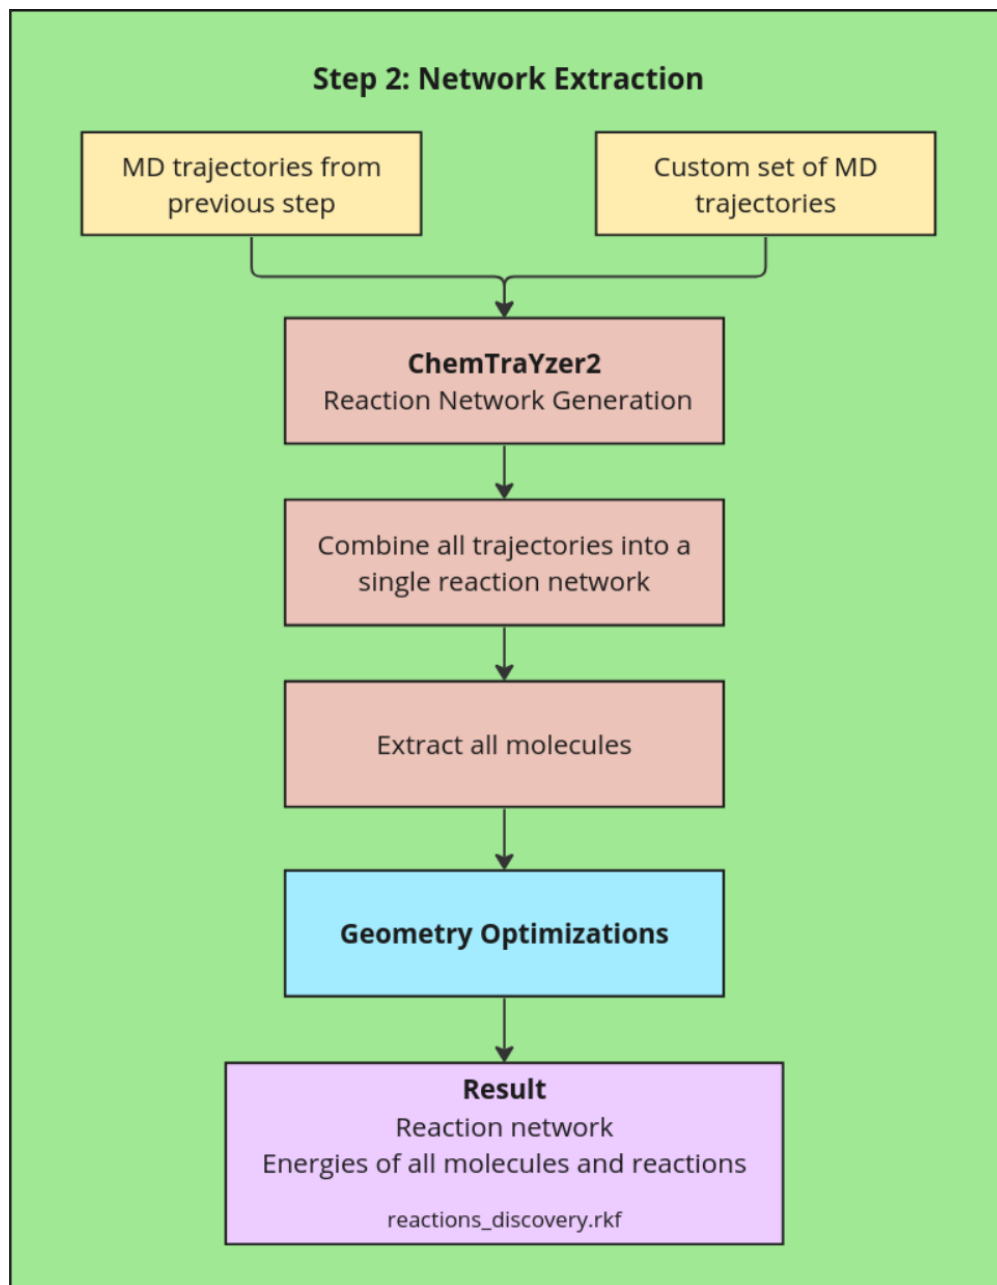 Step 2: Network Extraction
MD trajectories from
previous step
Custom set of MD
trajectories
ChemTraYzer2
Reaction Network Generation
Combine all trajectories into a
single reaction network
Extract all molecules
Geometry Optimizations
Result
Reaction network
Energies of all molecules and reactions
reactions_discovery.rkf